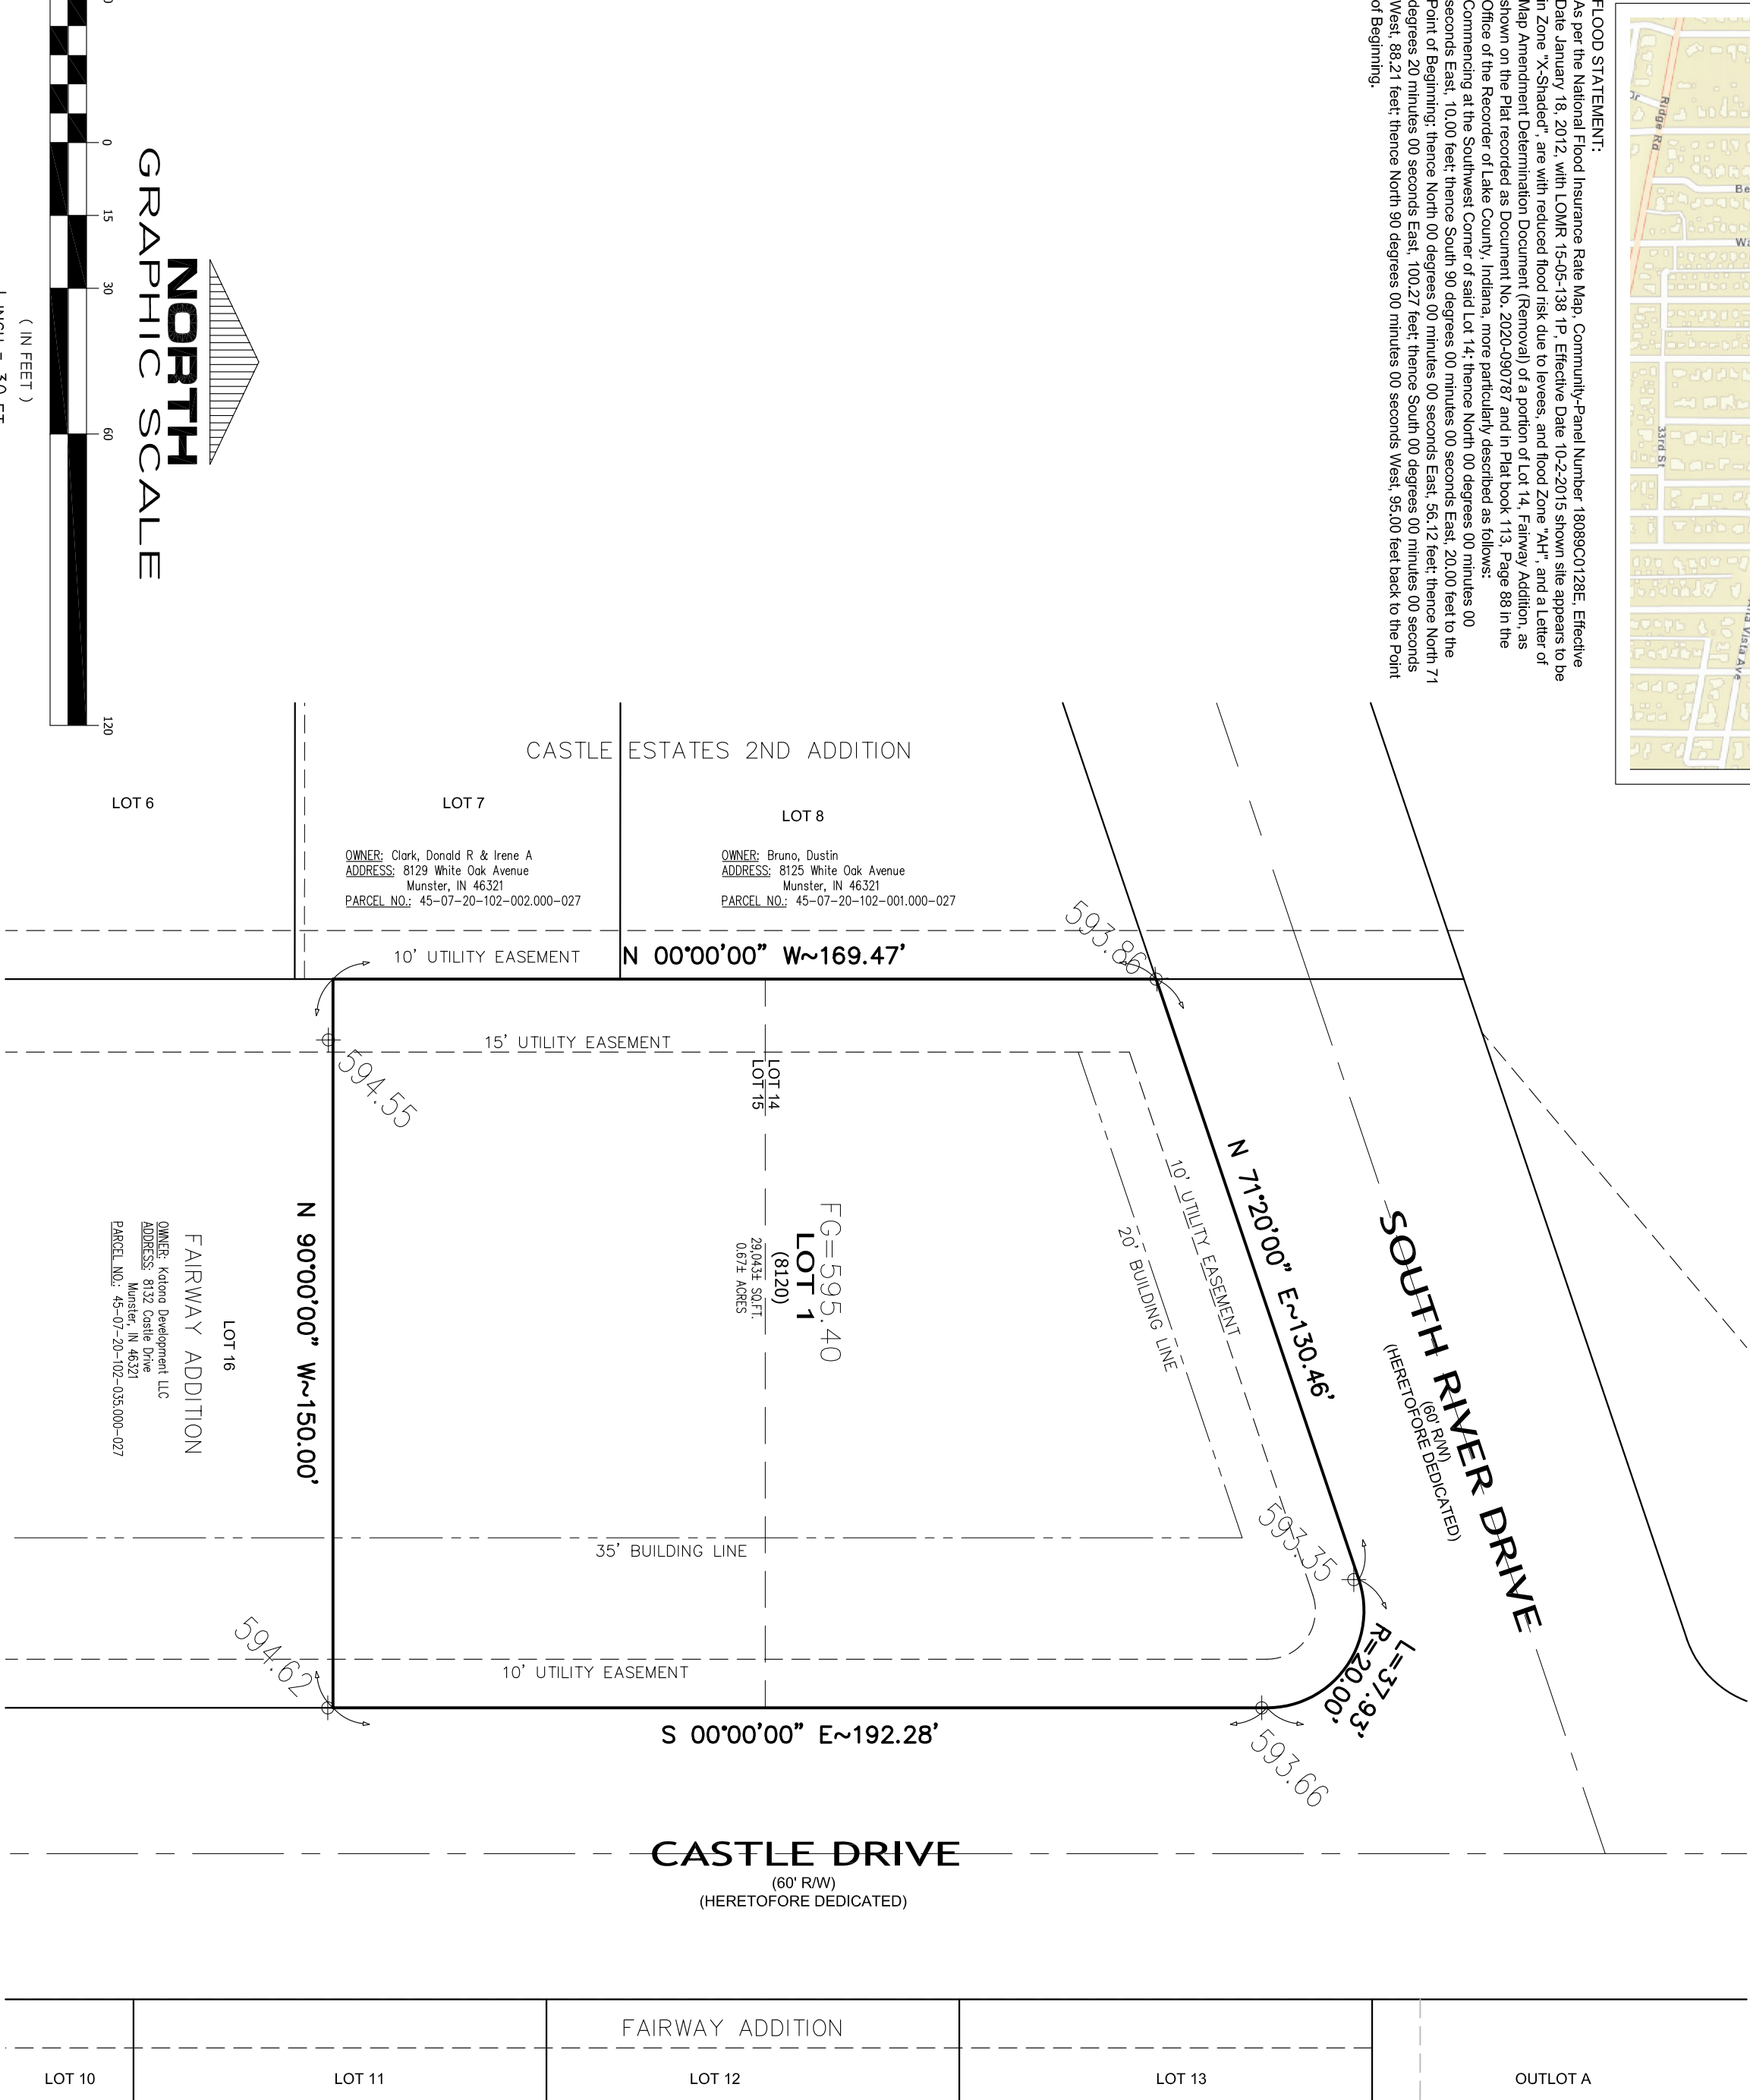 FLOOD STATEMENT:
As per the National Flood Insurance Rate Map, Community-Panel Number 18089C0128E, Effective
Date January 18, 2012, with LOMR 15-05-138 1P, Effective Date 10-2-2015 shown site appears to be
in Zone "X-Shaded", are with reduced flood risk due to levees, and flood Zone "AH", and a Letter of
Map Amendment Determination Document (Removal) of a portion of Lot 14, Fairway Addition, as
shown on the Plat recorded as Document No. 2020-090787 and in Plat book 113, Page 88 in the
Office of the Recorder of Lake County, Indiana, more particularly described as follows:
Commencing at the Southwest Corner of said Lot 14; thence North 00 degrees 00 minutes 00
seconds East, 10.00 feet; thence South 90 degrees 00 minutes 00 seconds East, 20.00 feet to the
Point of Beginning; thence North 00 degrees 00 minutes 00 seconds East, 56.12 feet; thence North 71
degrees 20 minutes 00 seconds East, 100.27 feet; thence South 00 degrees 00 minutes 00 seconds
West, 88.21 feet; thence North 90 degrees 00 minutes 00 seconds West, 95.00 feet back to the Point
of Beginning.
Ridge Rd
33rd St
NORTH
GRAPHIC SCALE
0
15
30
60
120
( IN FEET )
CASTLE ESTATES 2ND ADDITION
LOT 6
LOT 7
OWNER: Clark, Donald R & Irene A
ADDRESS: 8129 White Oak Avenue
Munster, IN 46321
PARCEL NO.: 45-07-20-102-002.000-027
LOT 8
OWNER: Bruno, Dustin
ADDRESS: 8125 White Oak Avenue
Munster, IN 46321
PARCEL NO.: 45-07-20-102-001.000-027
10' UTILITY EASEMENT
N 00°00'00" W~169.47'
593.86
15' UTILITY EASEMENT
594.55
LOT 14
LOT 15
N 71°20'00" E~130.46'
10' UTILITY EASEMENT
20' BUILDING LINE
FG=595.40
LOT 1
(8120)
29,043± SQ.FT.
0.67± ACRES
SOUTH RIVER DRIVE
(60' R/W)
(HERETOFORE DEDICATED)
N 90°00'00" W~150.00'
LOT 16
FAIRWAY ADDITION
OWNER: Katona Development LLC
ADDRESS: 8132 Castle Drive
Munster, IN 46321
PARCEL NO.: 45-07-20-102-035.000-027
593.35
35' BUILDING LINE
L=37.93'
R=20.00'
594.62
10' UTILITY EASEMENT
S 00°00'00" E~192.28'
593.66
CASTLE DRIVE
(60' R/W)
(HERETOFORE DEDICATED)
FAIRWAY ADDITION
LOT 10
LOT 11
LOT 12
LOT 13
OUTLOT A